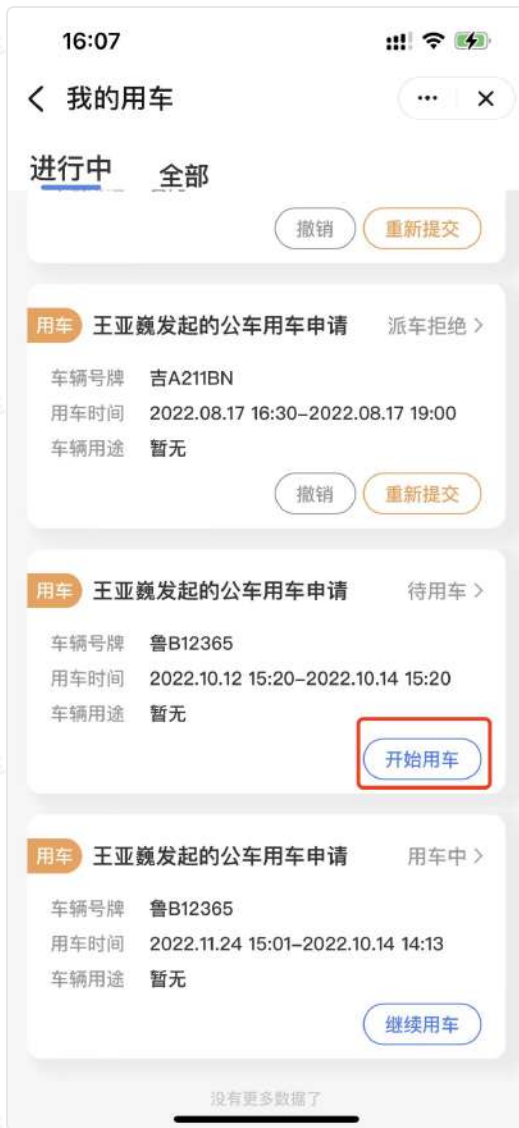 16:07
我的用车
进行中 全部
撤销 重新提交
用车 王亚巍发起的公车用车申请 派车拒绝
车辆号牌 吉A211BN
用车时间 2022.08.17 16:30–2022.08.17 19:00
车辆用途 暂无
撤销 重新提交
用车 王亚巍发起的公车用车申请 待用车
车辆号牌 鲁B12365
用车时间 2022.10.12 15:20–2022.10.14 15:20
车辆用途 暂无
开始用车
用车 王亚巍发起的公车用车申请 用车中
车辆号牌 鲁B12365
用车时间 2022.11.24 15:01–2022.10.14 14:13
车辆用途 暂无
继续用车
没有更多数据了